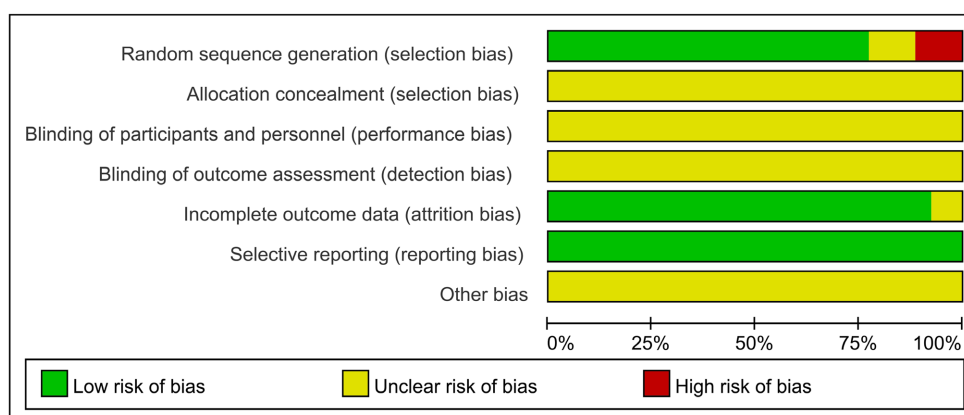 Random sequence generation (selection bias)
Allocation concealment (selection bias)
Blinding of participants and personnel (performance bias)
Blinding of outcome assessment (detection bias)
Incomplete outcome data (attrition bias)
Selective reporting (reporting bias)
Other bias
0% 25% 50% 75% 100%
Low risk of bias Unclear risk of bias High risk of bias